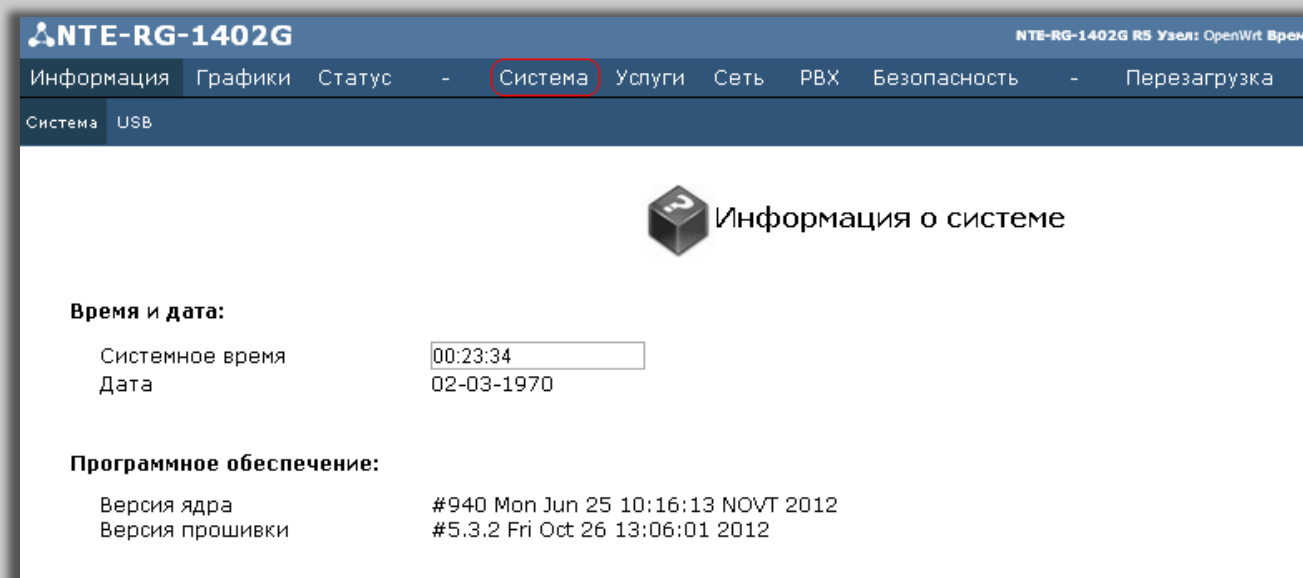 NTE-RG-1402G
NTE-RG-1402G R5 Узел: OpenWrt
Информация Графики Статус - Система Услуги Сеть PBX Безопасность - Перезагрузка
Система USB
Информация о системе
Время и дата:
Системное время 00:23:34
Дата 02-03-1970
Программное обеспечение:
Версия ядра #940 Mon Jun 25 10:16:13 NOVT 2012
Версия прошивки #5.3.2 Fri Oct 26 13:06:01 2012